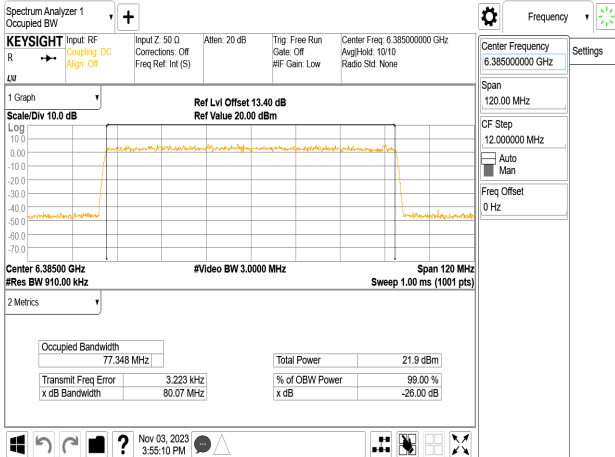 Spectrum Analyzer 1
Occupied BW
Frequency
KEYSIGHT
R
LXI
Input: RF
Coupling: DC
Align: Off
Input Z: 50 Ω
Corrections: Off
Freq Ref: Int (S)
Atten: 20 dB
Trig: Free Run
Gate: Off
#IF Gain: Low
Center Freq: 6.385000000 GHz
Avg|Hold: 10/10
Radio Std: None
Center Frequency
6.385000000 GHz
Settings
Span
120.00 MHz
CF Step
12.000000 MHz
Auto
Man
Freq Offset
0 Hz
1 Graph
Ref Lvl Offset 13.40 dB
Scale/Div 10.0 dB
Ref Value 20.00 dBm
Log
10.0
0.00
-10.0
-20.0
-30.0
-40.0
-50.0
-60.0
-70.0
Center 6.38500 GHz
#Video BW 3.0000 MHz
Span 120 MHz
#Res BW 910.00 kHz
Sweep 1.00 ms (1001 pts)
2 Metrics
Occupied Bandwidth
77.348 MHz
Total Power 21.9 dBm
Transmit Freq Error 3.223 kHz
% of OBW Power 99.00 %
x dB Bandwidth 80.07 MHz
x dB -26.00 dB
?
Nov 03, 2023
3:55:10 PM